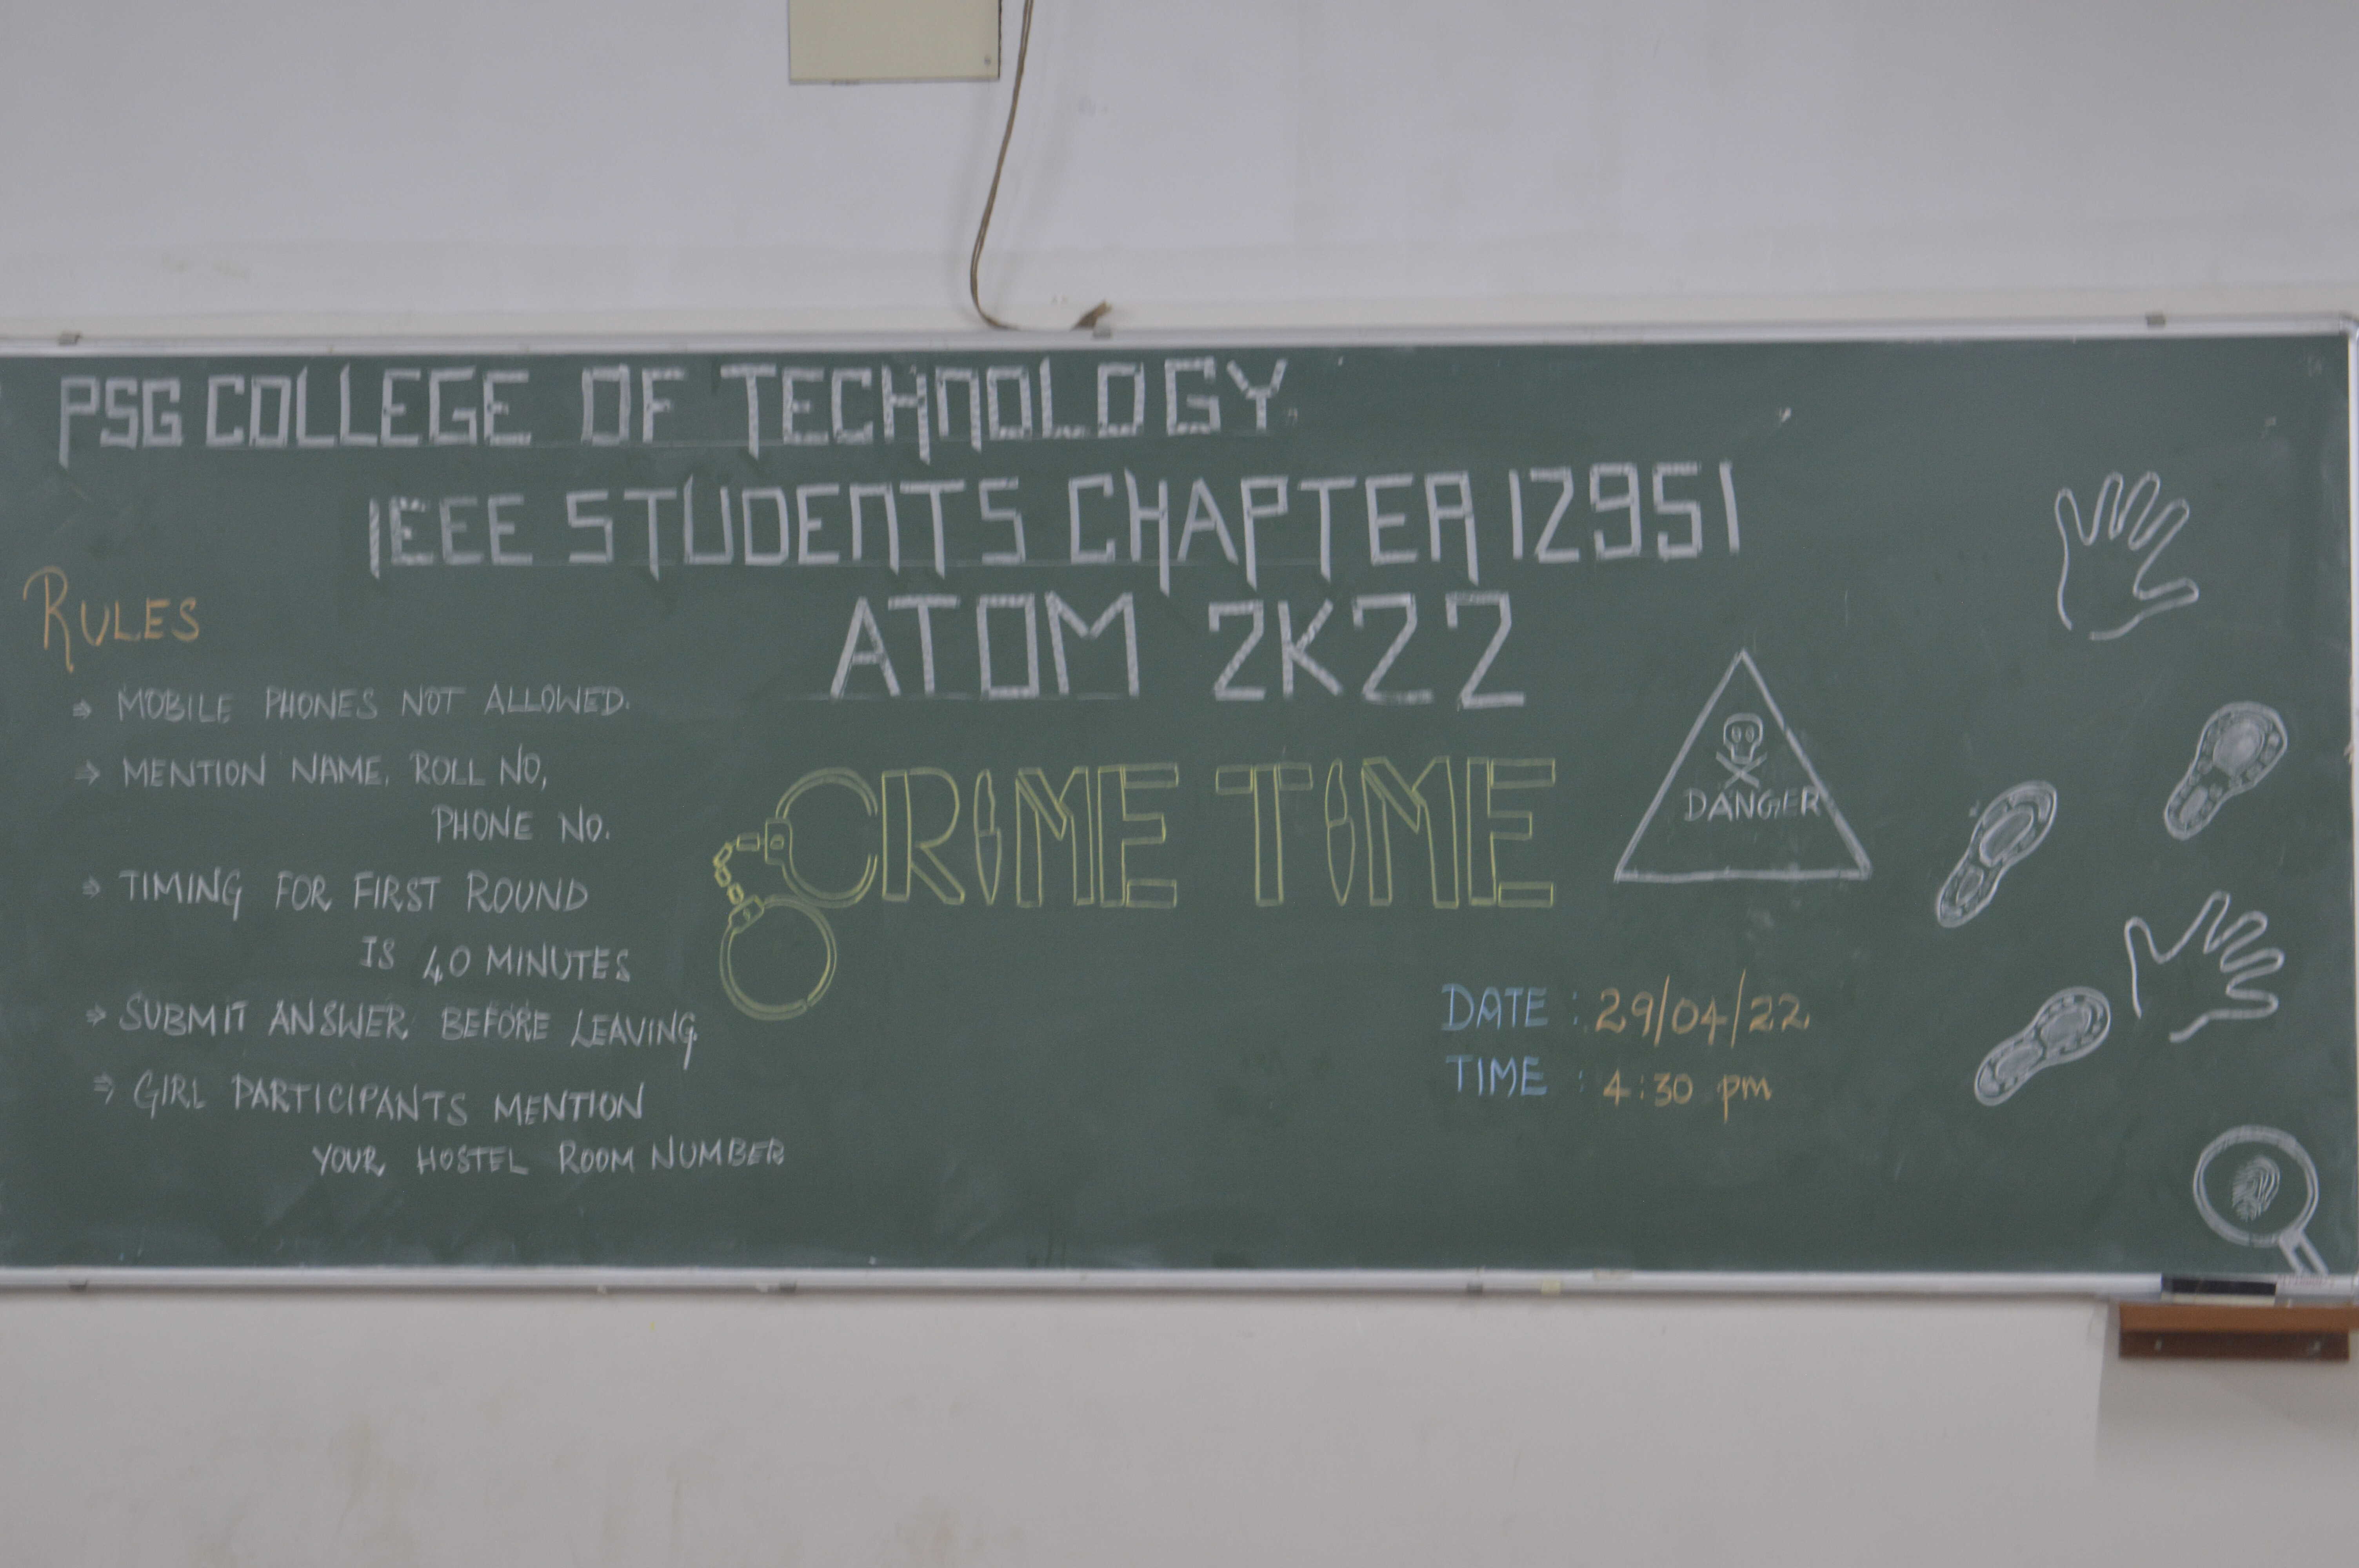 PSG COLLEGE OF TECHNOLOGY
IEEE STUDENTS CHAPTER 12951
ATOM 2K22
CRIME TIME
RULES
⇒ MOBILE PHONES NOT ALLOWED.
⇒ MENTION NAME, ROLL NO,
PHONE NO.
⇒ TIMING FOR FIRST ROUND
IS 40 MINUTES
⇒ SUBMIT ANSWER BEFORE LEAVING
⇒ GIRL PARTICIPANTS MENTION
YOUR HOSTEL ROOM NUMBER
DANGER
DATE : 29/04/22
TIME : 4:30 pm